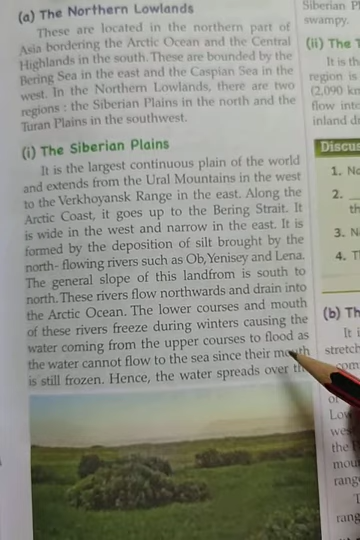 (a) The Northern Lowlands
These are located in the northern part of
Asia bordering the Arctic Ocean and the Central
Highlands in the south. These are bounded by the
Bering Sea in the east and the Caspian Sea in the
west. In the Northern Lowlands, there are two
regions : the Siberian Plains in the north and the
Turan Plains in the southwest.
(i) The Siberian Plains
It is the largest continuous plain of the world
and extends from the Ural Mountains in the west
to the Verkhoyansk Range in the east. Along the
Arctic Coast, it goes up to the Bering Strait. It
is wide in the west and narrow in the east. It is
formed by the deposition of silt brought by the
north- flowing rivers such as Ob, Yenisey and Lena.
The general slope of this landfrom is south to
north. These rivers flow northwards and drain into
the Arctic Ocean. The lower courses and mouth
of these rivers freeze during winters causing the
water coming from the upper courses to flood as
the water cannot flow to the sea since their mouth
is still frozen. Hence, the water spreads over
Siberian
swampy.
(ii) The
It is
region is
(2,090
flow into
inland
1.
2.
3.
4.
(b)